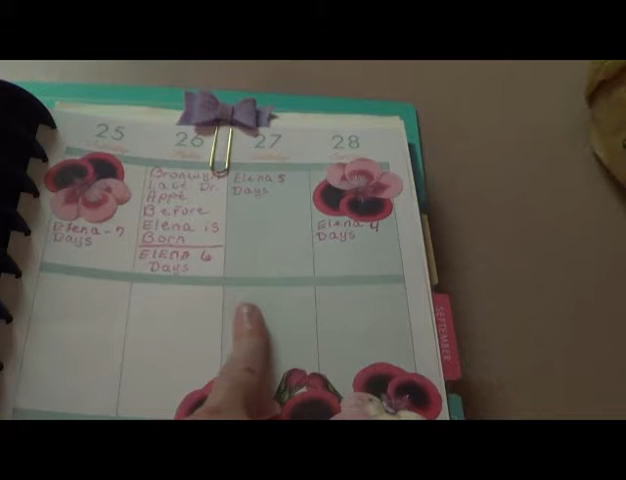 25
26
27
28
Bronwyn
Last Dr.
Appt
Before
Elena is
Born
Elena - 7
Days
Elena 6
Days
Elena 5
Days
Elena 4
Days
SEPTEMBER